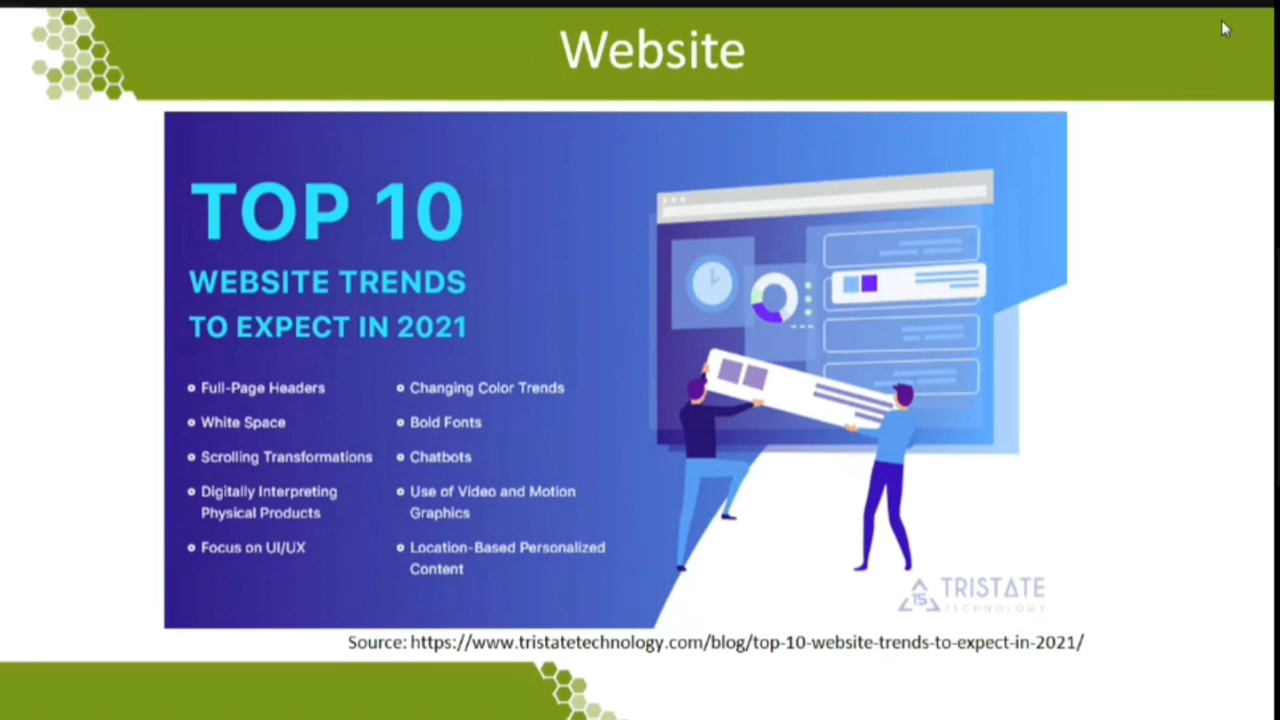 Website
TOP 10
WEBSITE TRENDS
TO EXPECT IN 2021
Full-Page Headers
White Space
Scrolling Transformations
Digitally Interpreting
Physical Products
Focus on UI/UX
Changing Color Trends
Bold Fonts
Chatbots
Use of Video and Motion
Graphics
Location-Based Personalized
Content
TS
TRISTATE
TECHNOLOGY
Source: https://www.tristatetechnology.com/blog/top-10-website-trends-to-expect-in-2021/